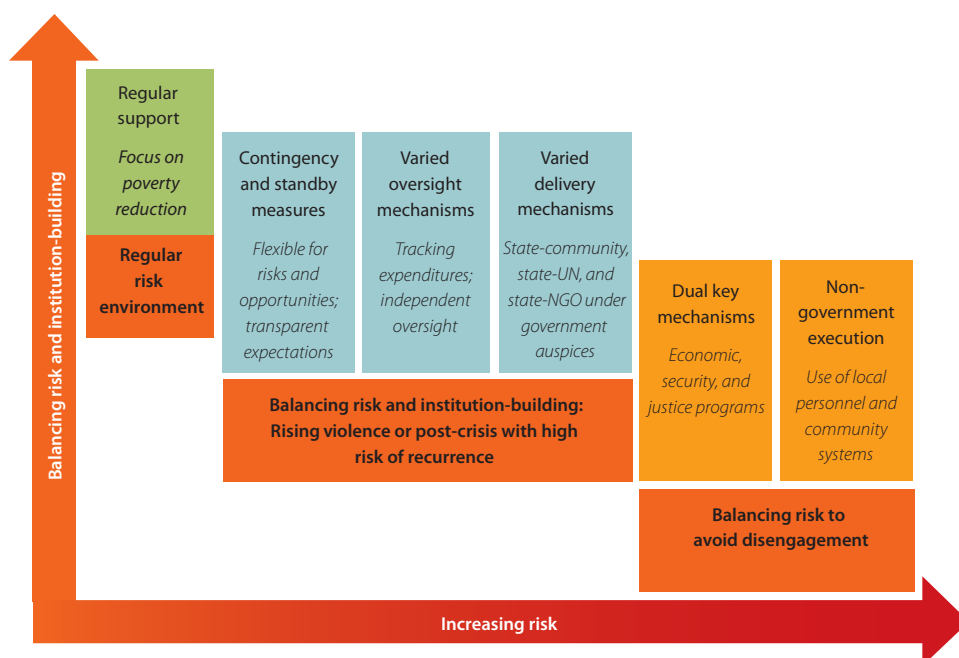 Balancing risk and institution-building
Regular
support
Focus on
poverty
reduction
Regular
risk
environment
Contingency
and standby
measures
Flexible for
risks and
opportunities;
transparent
expectations
Varied
oversight
mechanisms
Tracking
expenditures;
independent
oversight
Varied
delivery
mechanisms
State-community,
state-UN, and
state-NGO under
government
auspices
Balancing risk and institution-building:
Rising violence or post-crisis with high
risk of recurrence
Dual key
mechanisms
Economic,
security, and
justice programs
Non-
government
execution
Use of local
personnel and
community
systems
Balancing risk to
avoid disengagement
Increasing risk